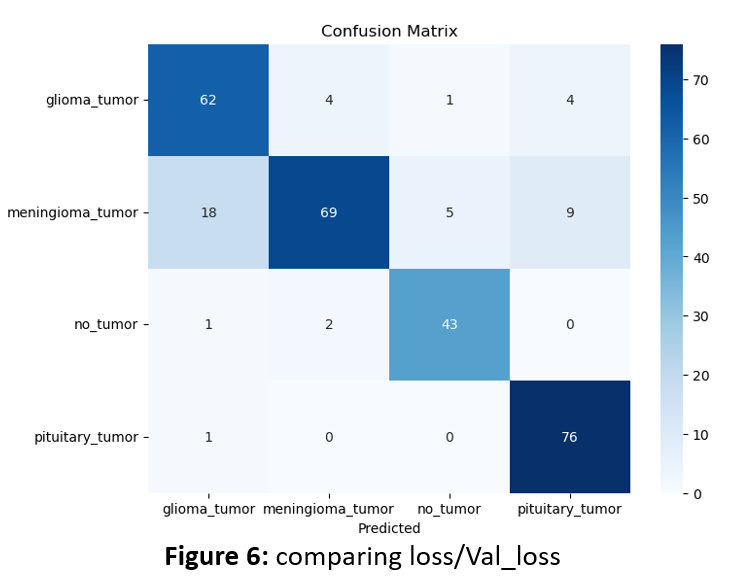 Confusion Matrix
glioma_tumor 62 4 1 4
meningioma_tumor 18 69 5 9
no_tumor 1 2 43 0
pituitary_tumor 1 0 0 76
glioma_tumor meningioma_tumor no_tumor pituitary_tumor
Predicted
70
60
50
40
30
20
10
0
Figure 6: comparing loss/Val_loss